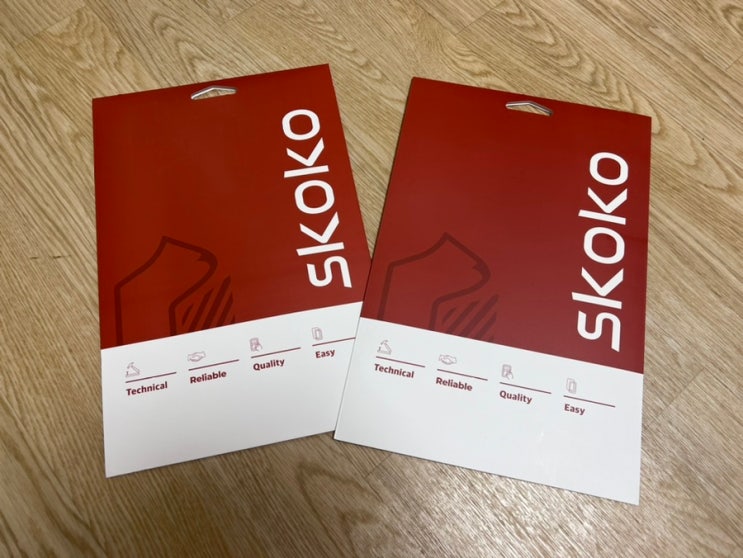 skoko
Technical
Reliable
Quality
Easy
skoko
Technical
Reliable
Quality
Easy